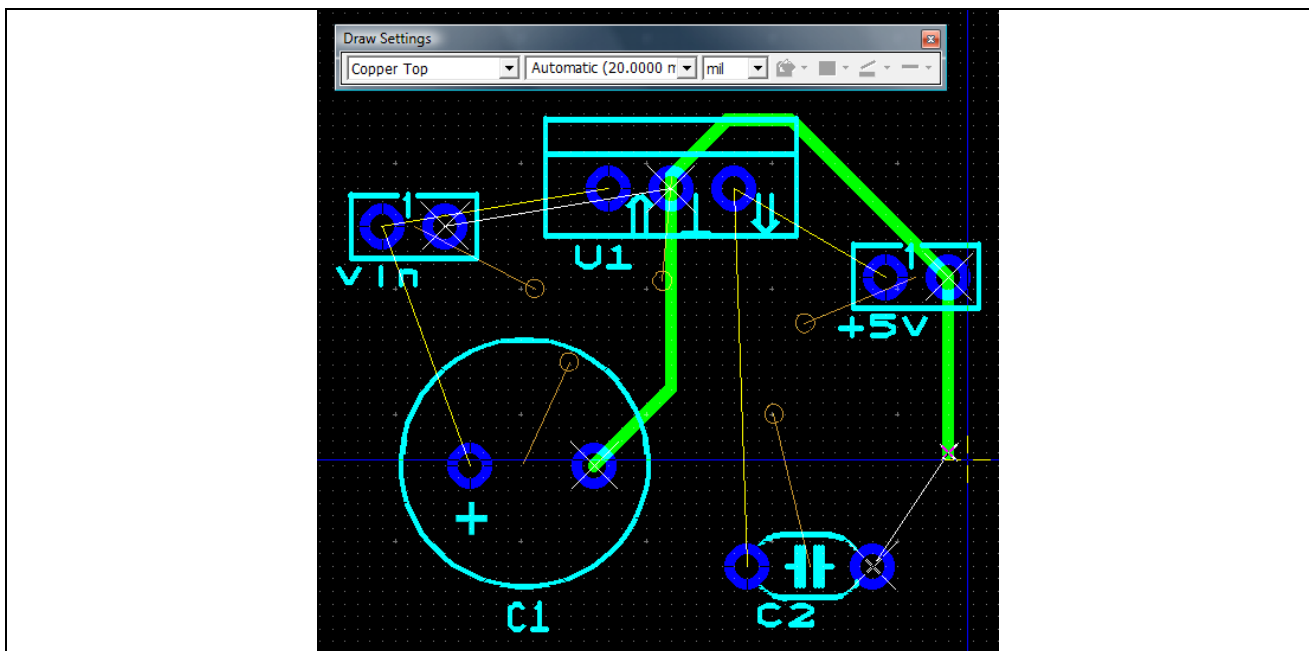 Draw Settings
Copper Top
Automatic (20.0000 m
mil
1
Vin
U1
1
+5v
+
C1
C2